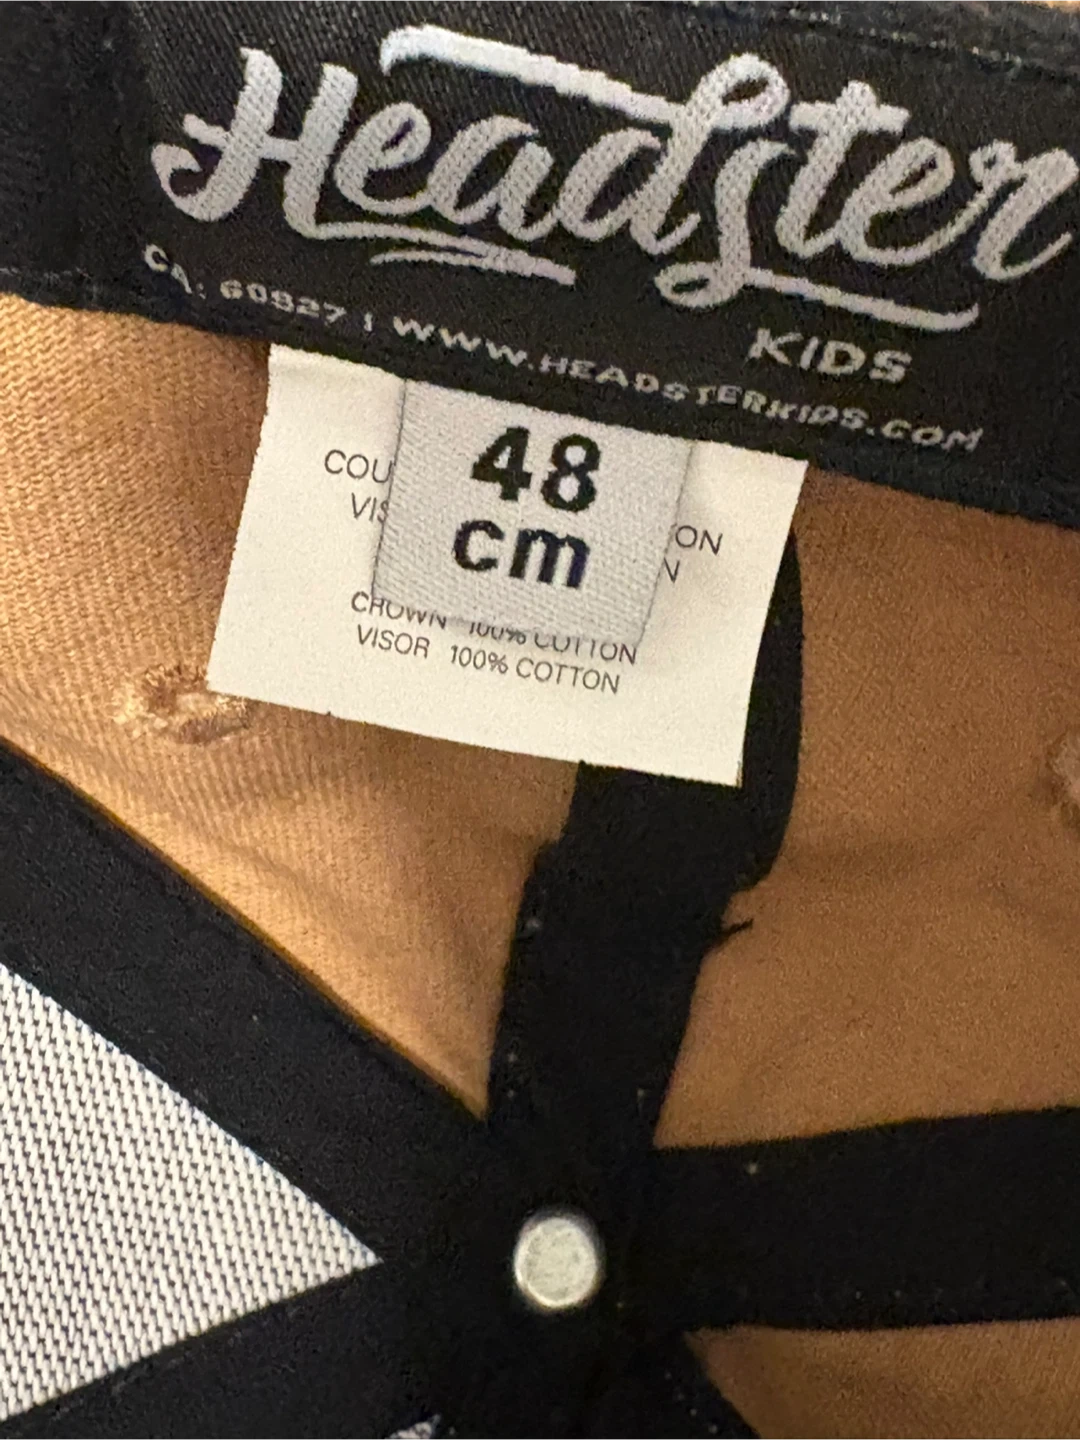 Headster
KIDS
CA: 60827 | WWW.HEADSTERKIDS.COM
48
cm
CROWN 100% COTTON
VISOR 100% COTTON